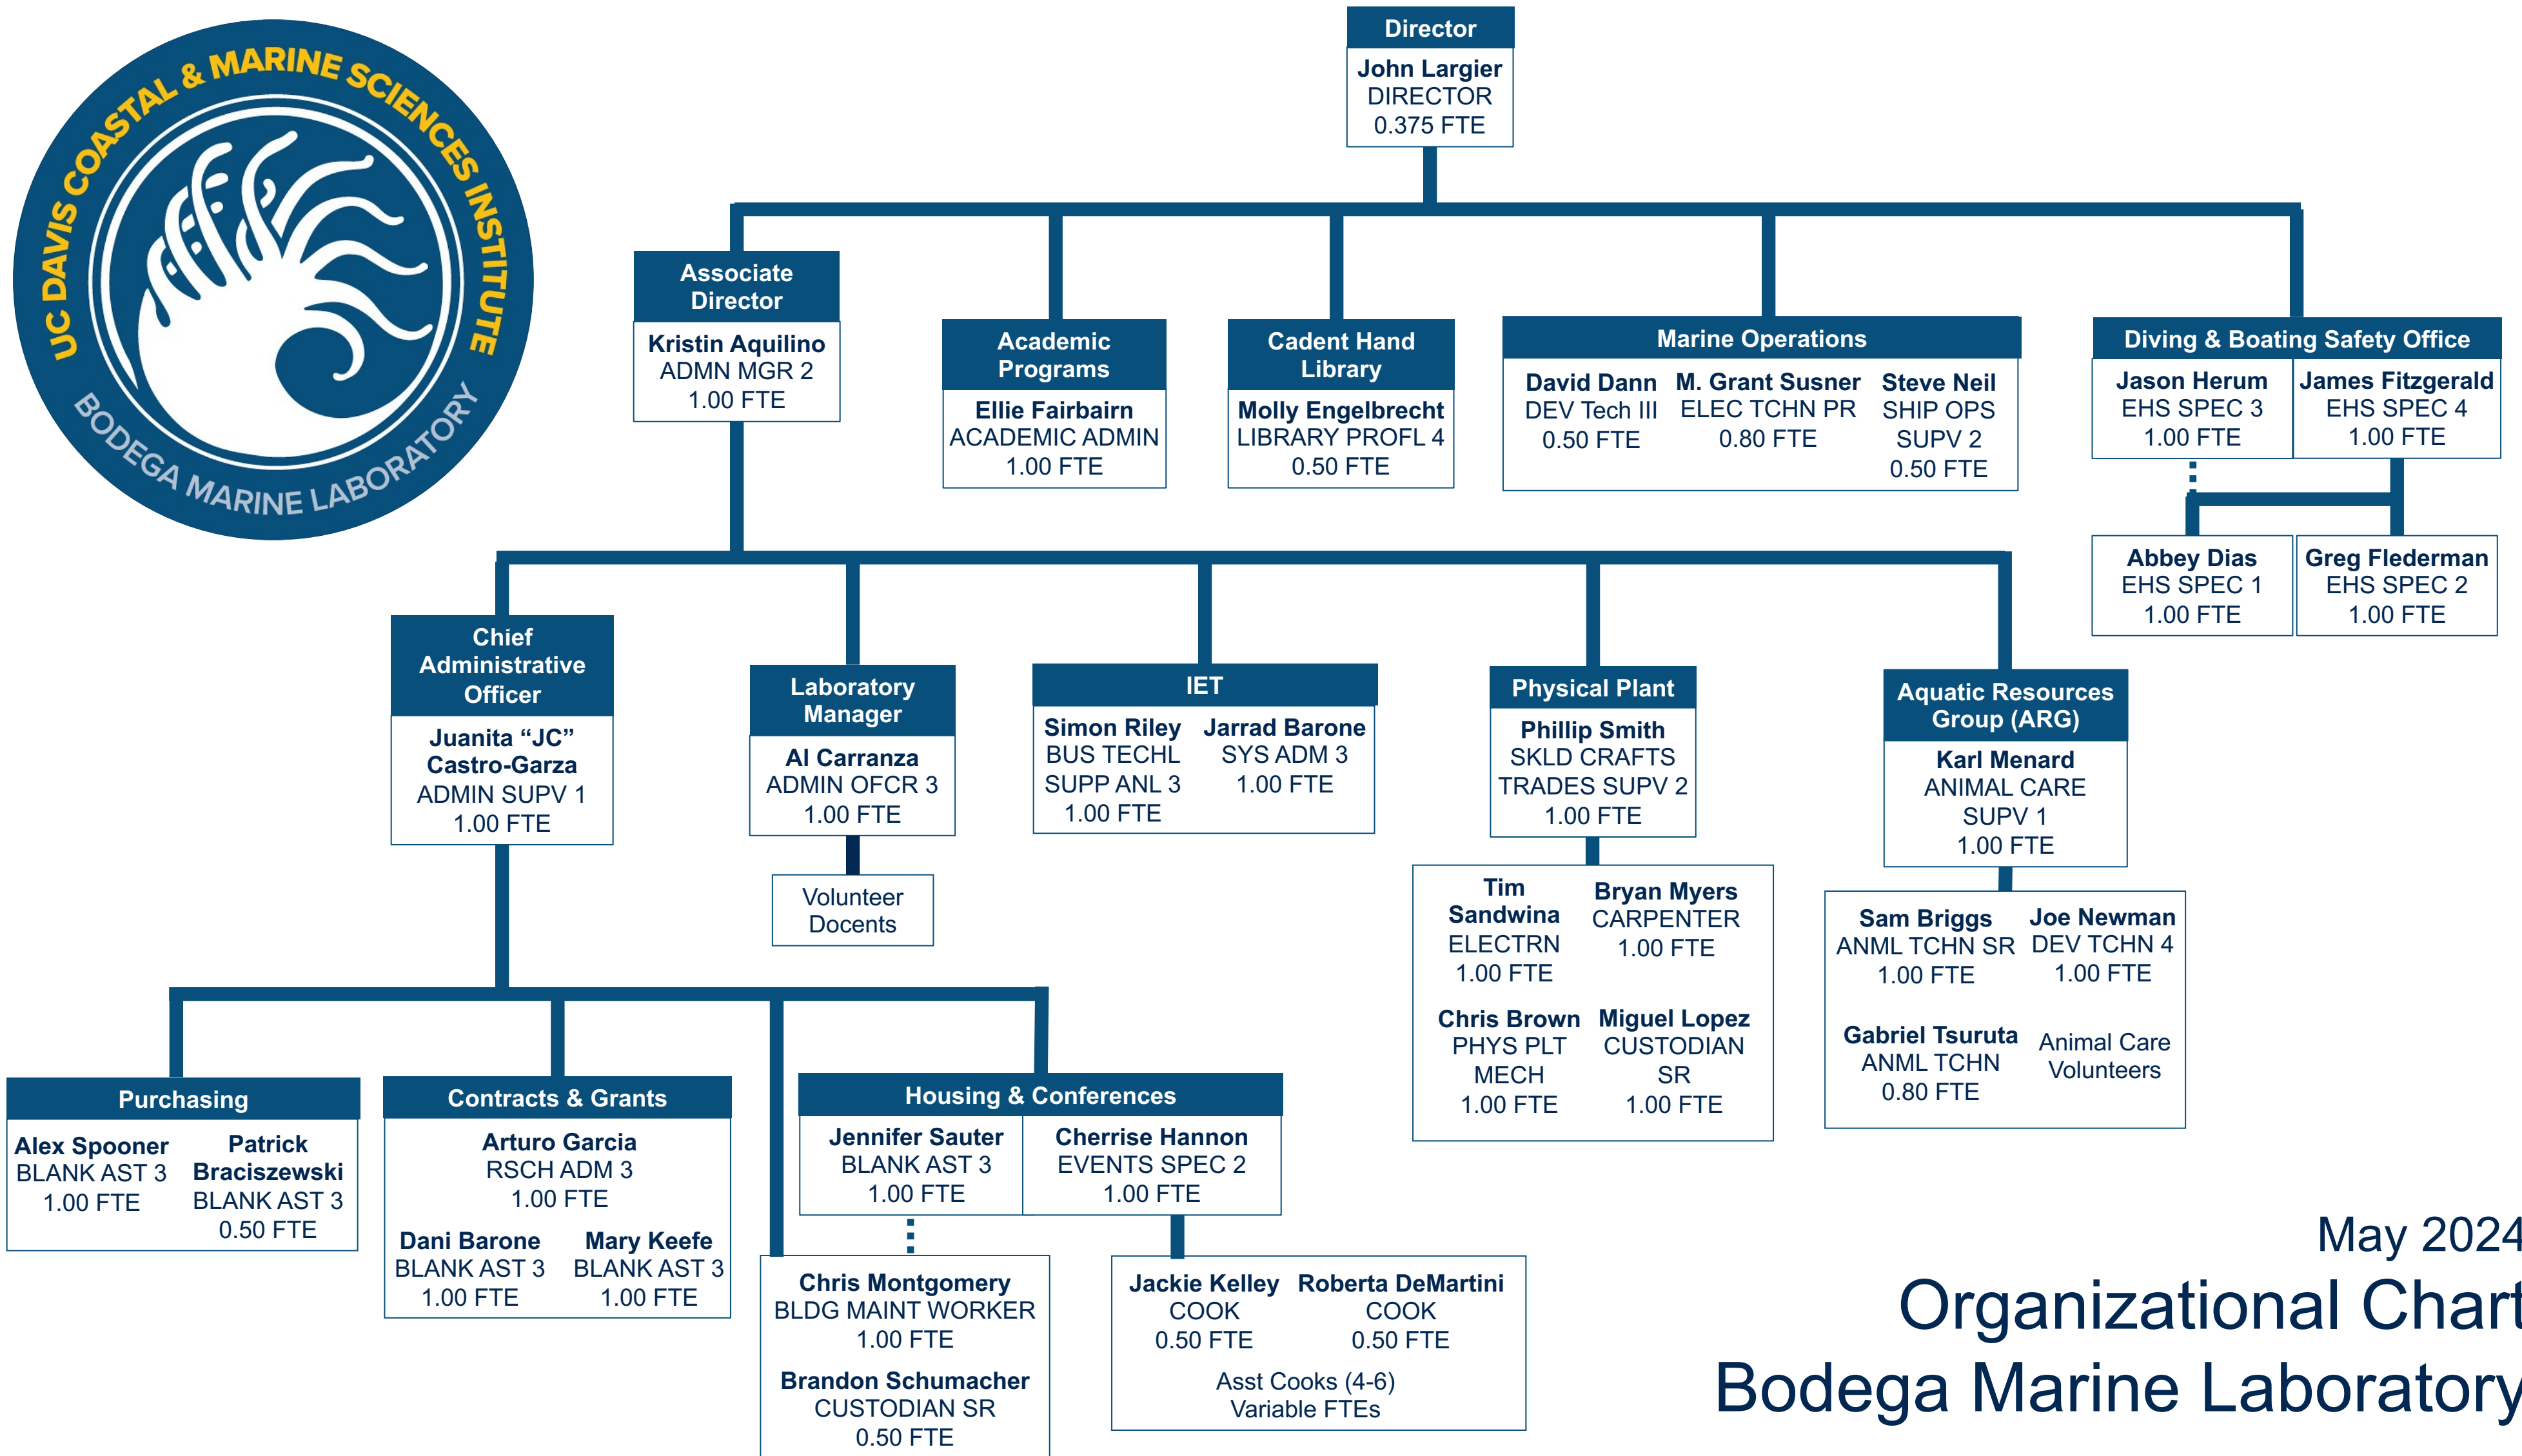 UC DAVIS COASTAL & MARINE SCIENCES INSTITUTE
BODEGA MARINE LABORATORY
Director
John Largier
DIRECTOR
0.375 FTE
Associate
Director
Kristin Aquilino
ADMN MGR 2
1.00 FTE
Academic
Programs
Ellie Fairbairn
ACADEMIC ADMIN
1.00 FTE
Cadent Hand
Library
Molly Engelbrecht
LIBRARY PROFL 4
0.50 FTE
Marine Operations
David Dann
DEV Tech III
0.50 FTE
M. Grant Susner
ELEC TCHN PR
0.80 FTE
Steve Neil
SHIP OPS
SUPV 2
0.50 FTE
Diving & Boating Safety Office
Jason Herum
EHS SPEC 3
1.00 FTE
James Fitzgerald
EHS SPEC 4
1.00 FTE
Abbey Dias
EHS SPEC 1
1.00 FTE
Greg Flederman
EHS SPEC 2
1.00 FTE
Chief
Administrative
Officer
Juanita “JC”
Castro-Garza
ADMIN SUPV 1
1.00 FTE
Laboratory
Manager
Al Carranza
ADMIN OFCR 3
1.00 FTE
Volunteer
Docents
IET
Simon Riley
BUS TECHL
SUPP ANL 3
1.00 FTE
Jarrad Barone
SYS ADM 3
1.00 FTE
Physical Plant
Phillip Smith
SKLD CRAFTS
TRADES SUPV 2
1.00 FTE
Tim
Sandwina
ELECTRN
1.00 FTE
Bryan Myers
CARPENTER
1.00 FTE
Chris Brown
PHYS PLT
MECH
1.00 FTE
Miguel Lopez
CUSTODIAN
SR
1.00 FTE
Aquatic Resources
Group (ARG)
Karl Menard
ANIMAL CARE
SUPV 1
1.00 FTE
Sam Briggs
ANML TCHN SR
1.00 FTE
Joe Newman
DEV TCHN 4
1.00 FTE
Gabriel Tsuruta
ANML TCHN
0.80 FTE
Animal Care
Volunteers
Purchasing
Alex Spooner
BLANK AST 3
1.00 FTE
Patrick
Braciszewski
BLANK AST 3
0.50 FTE
Contracts & Grants
Arturo Garcia
RSCH ADM 3
1.00 FTE
Dani Barone
BLANK AST 3
1.00 FTE
Mary Keefe
BLANK AST 3
1.00 FTE
Housing & Conferences
Jennifer Sauter
BLANK AST 3
1.00 FTE
Cherrise Hannon
EVENTS SPEC 2
1.00 FTE
Chris Montgomery
BLDG MAINT WORKER
1.00 FTE
Brandon Schumacher
CUSTODIAN SR
0.50 FTE
Jackie Kelley
COOK
0.50 FTE
Roberta DeMartini
COOK
0.50 FTE
Asst Cooks (4-6)
Variable FTEs
May 2024
Organizational Chart
Bodega Marine Laboratory